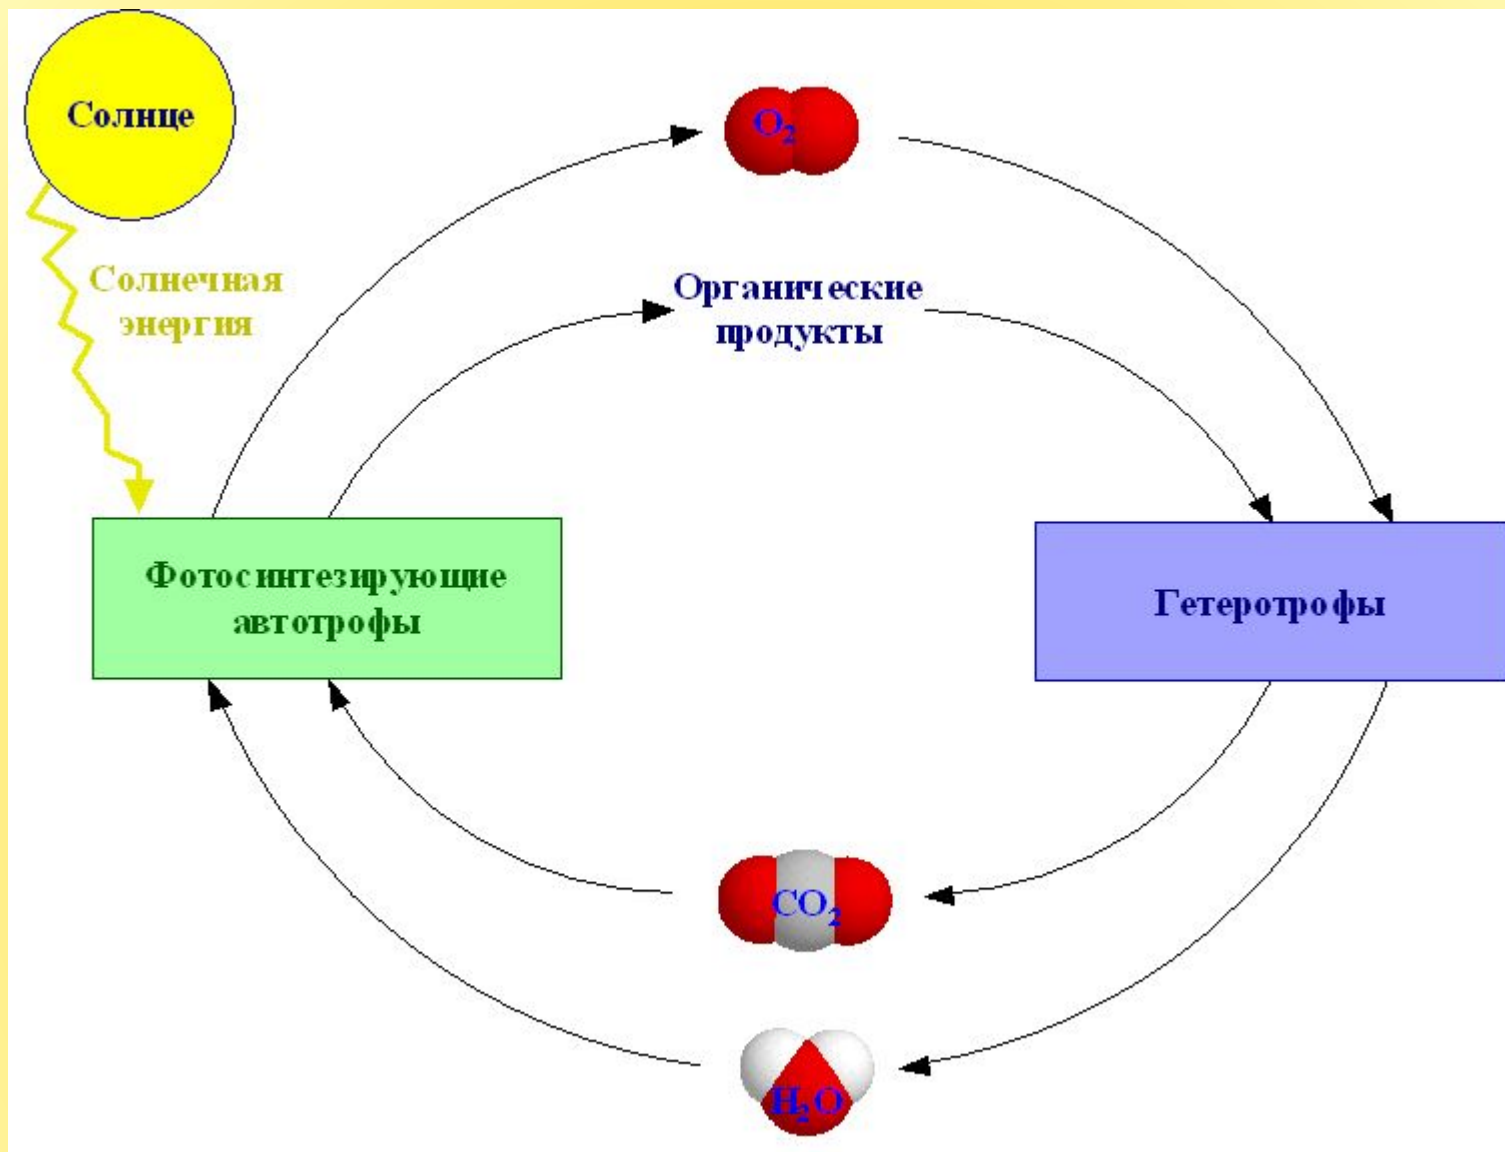 Солнце
O₂
Солнечная
энергия
Органические
продукты
Фотосинтезирующие
автотрофы
Гетеротрофы
CO₂
H₂O